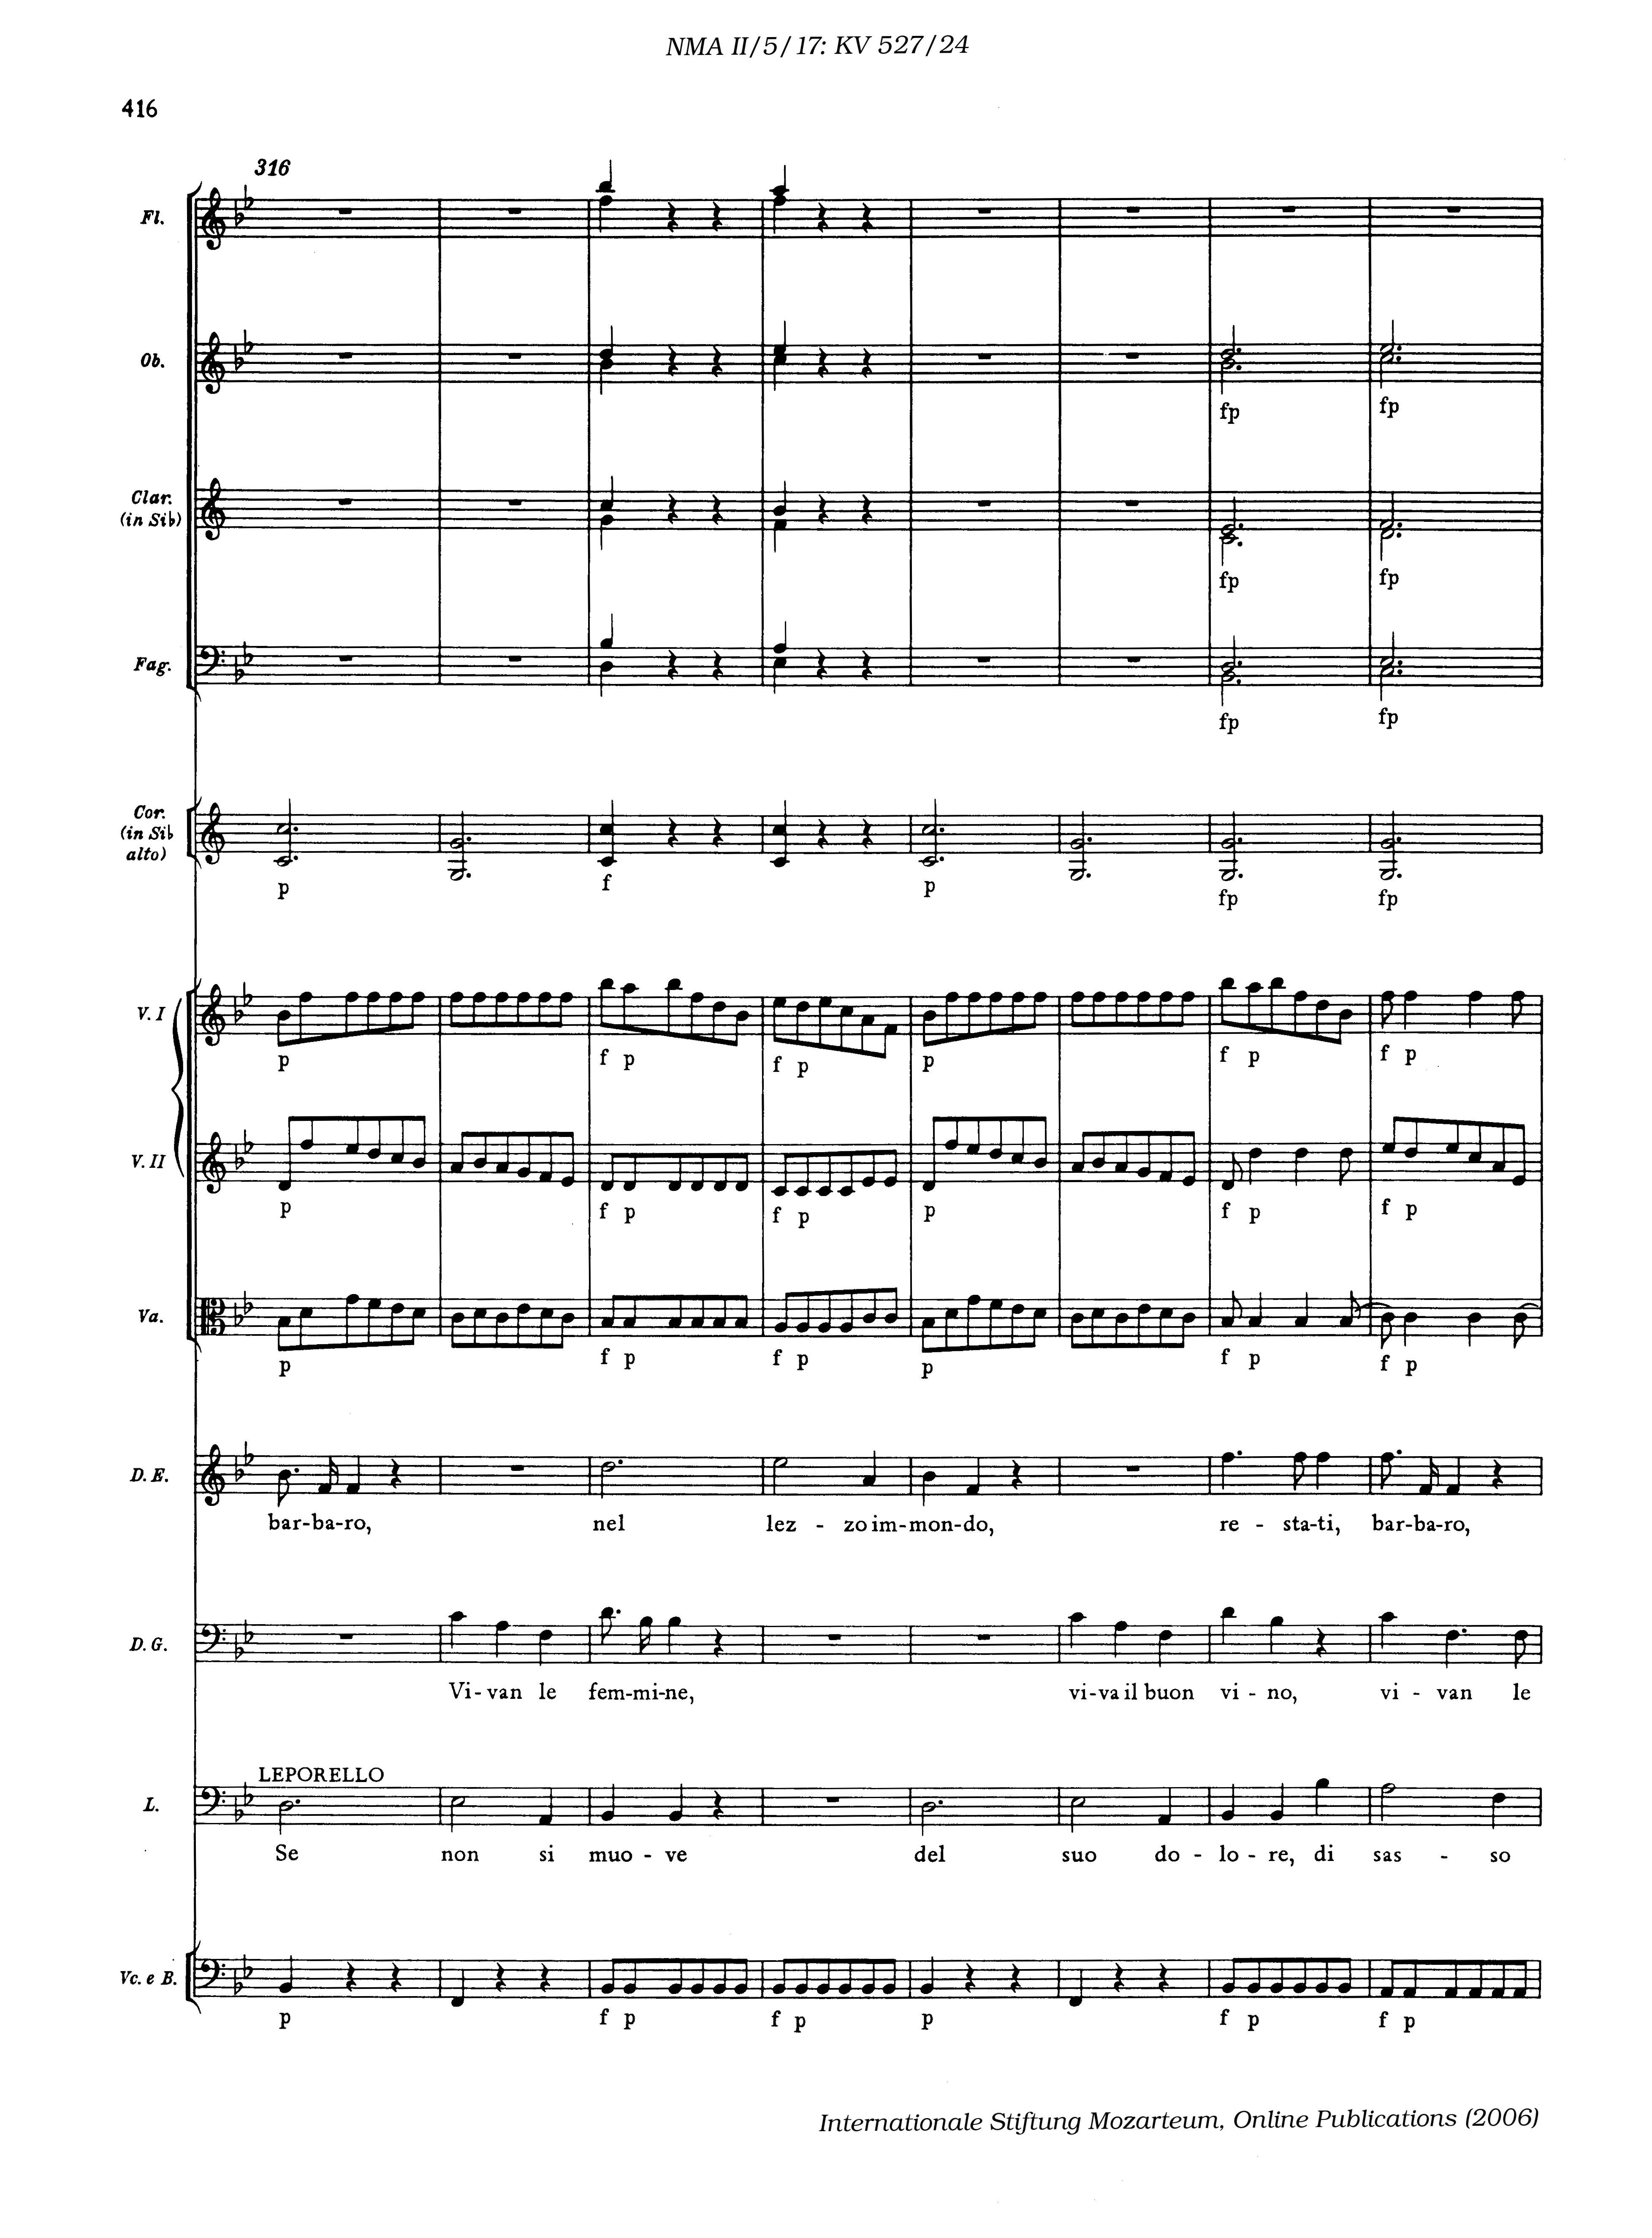 NMA II/5/17: KV 527/24
416
316
Fl.
Ob.
fp fp
Clar.
(in Si♭)
fp fp
Fag.
fp fp
Cor.
(in Si♭
alto)
p f p fp fp
V. I
p f p f p p f p f p
V. II
p f p f p p f p f p
Va.
p f p f p p f p f p
D. E.
bar-ba-ro, nel lez - zo im-mon-do, re - sta-ti, bar-ba-ro,
D. G.
Vi-van le fem-mi-ne, vi-va il buon vi - no, vi - van le
LEPORELLO
L.
Se non si muo - ve del suo do - lo - re, di sas - so
Vc. e B.
p f p f p p f p f p
Internationale Stiftung Mozarteum, Online Publications (2006)